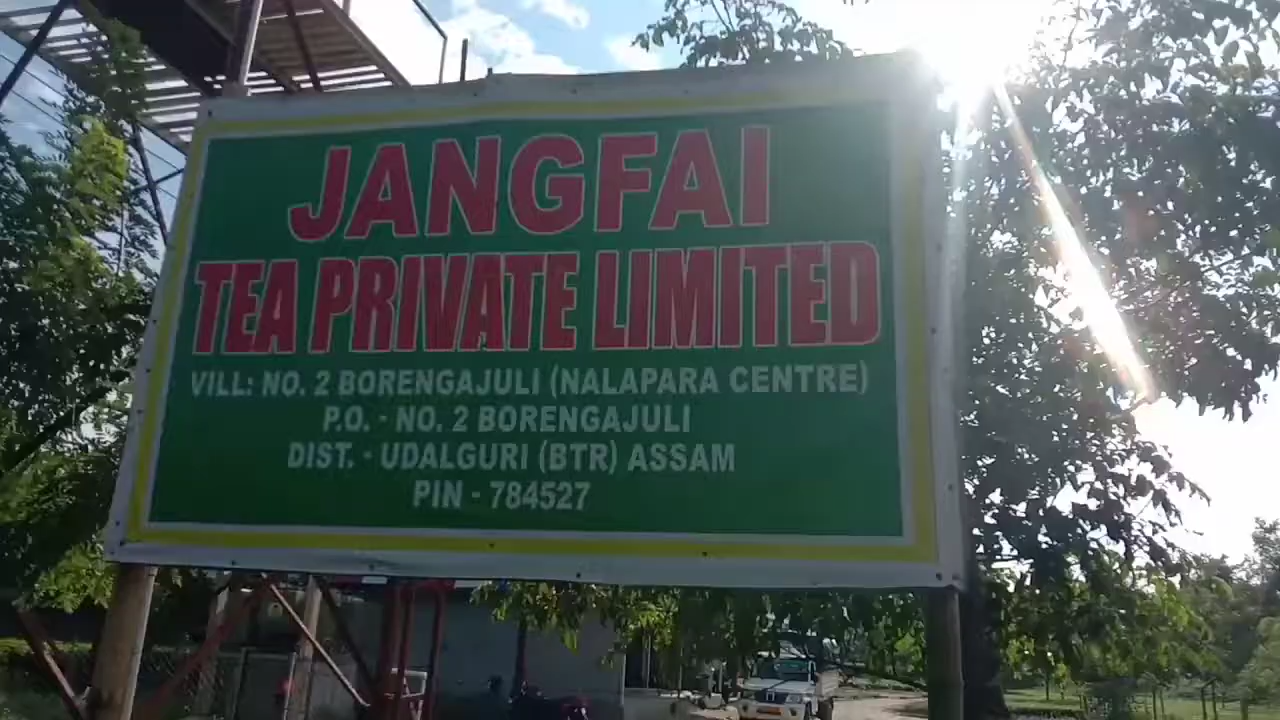 JANGFAI
TEA PRIVATE LIMITED
VILL: NO. 2 BORENGAJULI (NALAPARA CENTRE)
P.O. - NO. 2 BORENGAJULI
DIST. - UDALGURI (BTR) ASSAM
PIN - 784527